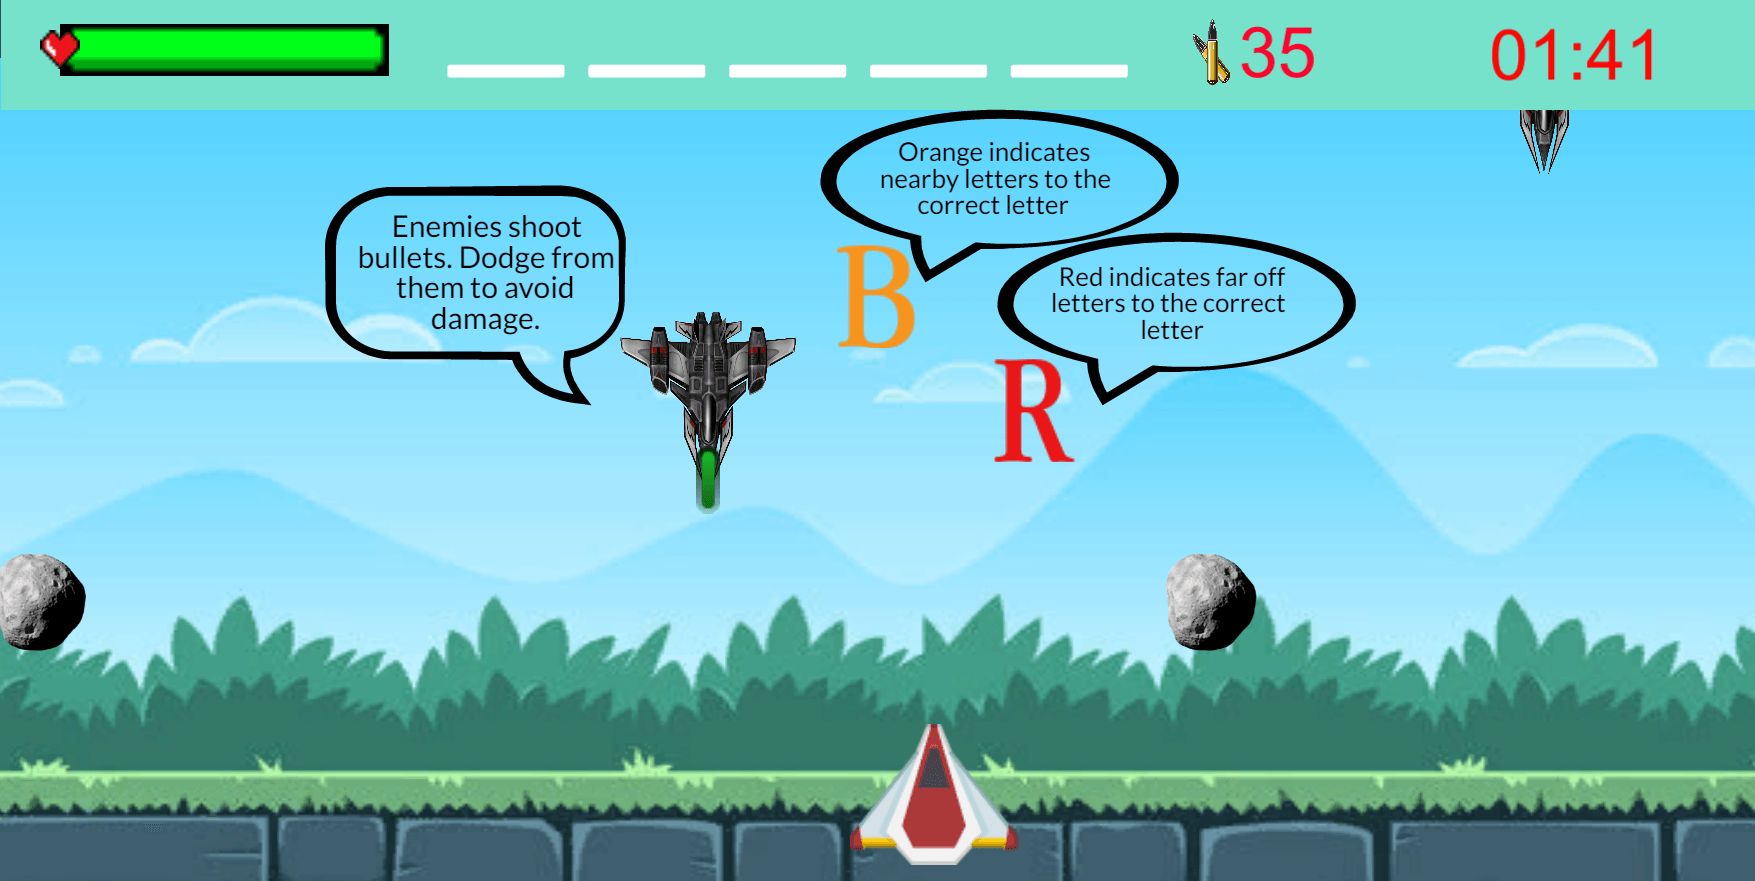 35
01:41
Orange indicates
nearby letters to the
correct letter
Enemies shoot
bullets. Dodge from
them to avoid
damage.
B
Red indicates far off
letters to the correct
letter
R